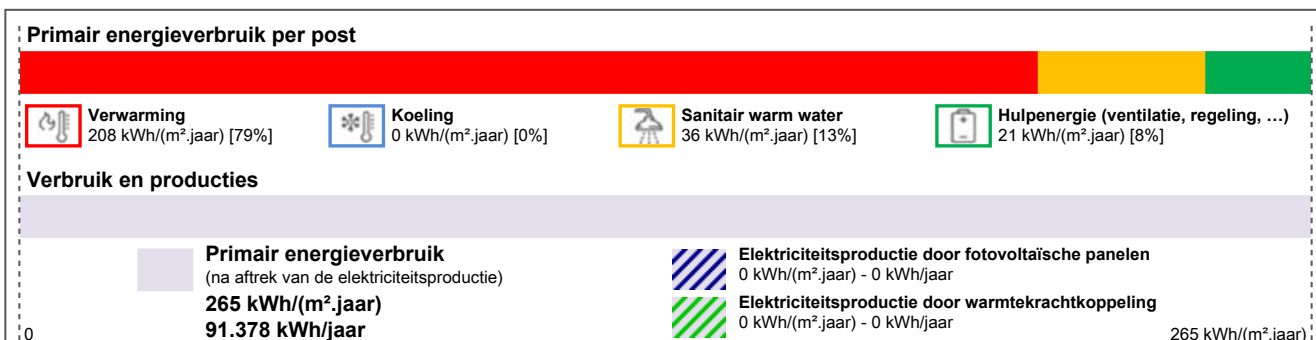 Primair energieverbruik per post
Verwarming
208 kWh/(m².jaar) [79%]
Koeling
0 kWh/(m².jaar) [0%]
Sanitair warm water
36 kWh/(m².jaar) [13%]
Hulpenergie (ventilatie, regeling, …)
21 kWh/(m².jaar) [8%]
Verbruik en producties
Primair energieverbruik
(na aftrek van de elektriciteitsproductie)
265 kWh/(m².jaar)
91.378 kWh/jaar
Elektriciteitsproductie door fotovoltaïsche panelen
0 kWh/(m².jaar) - 0 kWh/jaar
Elektriciteitsproductie door warmtekrachtkoppeling
0 kWh/(m².jaar) - 0 kWh/jaar
0
265 kWh/(m².jaar)